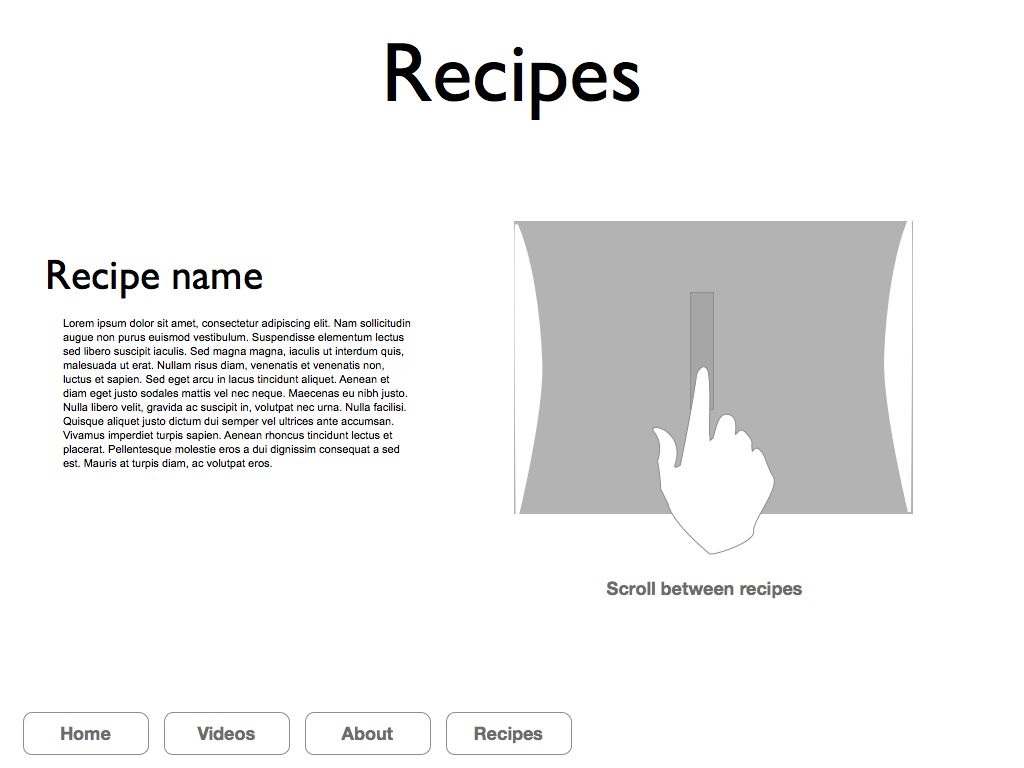 Recipes
Recipe name
Lorem ipsum dolor sit amet, consectetur adipiscing elit. Nam sollicitudin
augue non purus euismod vestibulum. Suspendisse elementum lectus
sed libero suscipit iaculis. Sed magna magna, iaculis ut interdum quis,
malesuada ut erat. Nullam risus diam, venenatis et venenatis non,
luctus et sapien. Sed eget arcu in lacus tincidunt aliquet. Aenean et
diam eget justo sodales mattis vel nec neque. Maecenas eu nibh justo.
Nulla libero velit, gravida ac suscipit in, volutpat nec urna. Nulla facilisi.
Quisque aliquet justo dictum dui semper vel ultrices ante accumsan.
Vivamus imperdiet turpis sapien. Aenean rhoncus tincidunt lectus et
placerat. Pellentesque molestie eros a dui dignissim consequat a sed
est. Mauris at turpis diam, ac volutpat eros.
Scroll between recipes
Home
Videos
About
Recipes